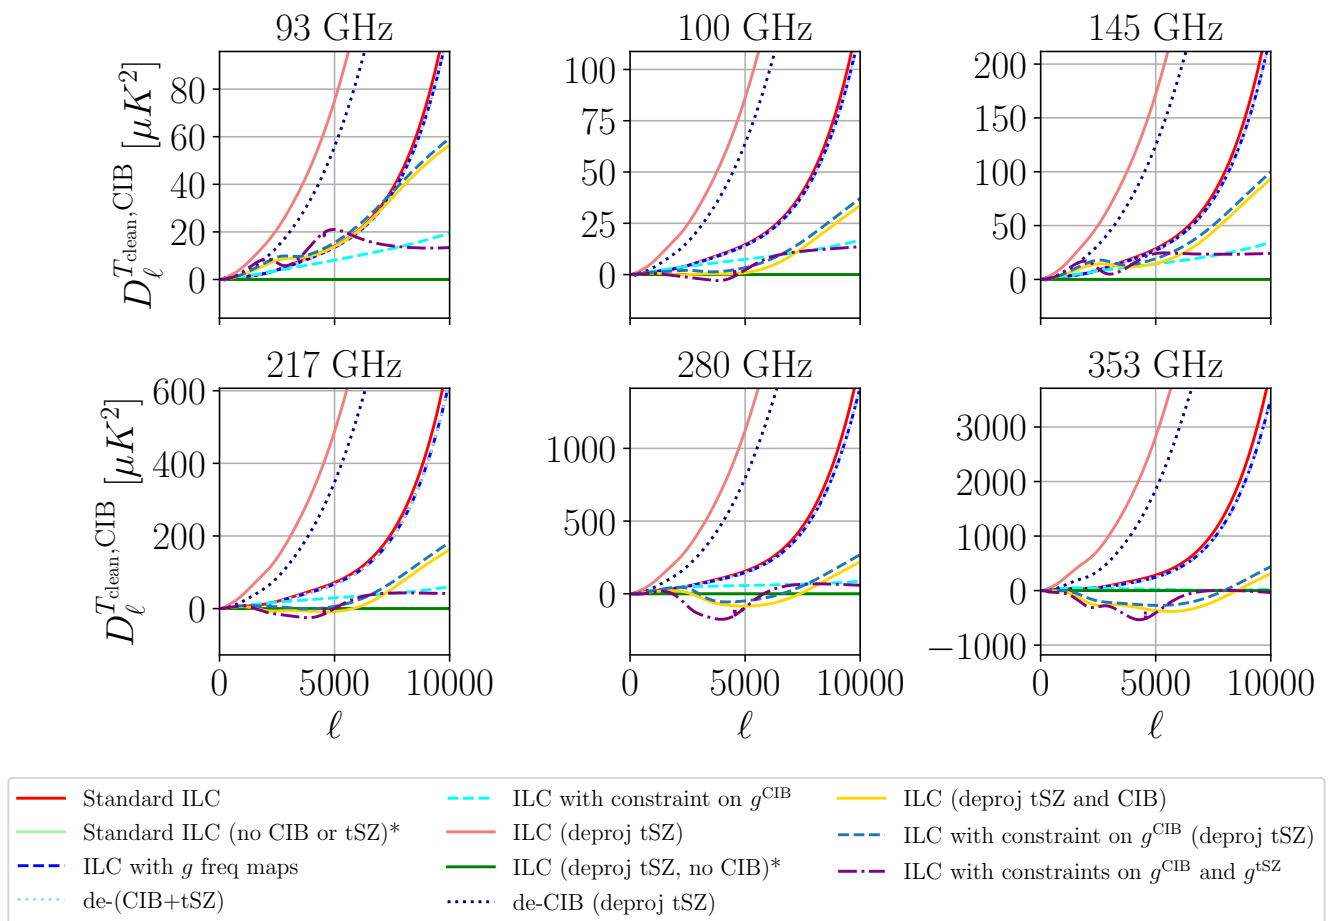 93 GHz
100 GHz
145 GHz
D_ℓ^{T_clean,CIB} [μK²]
80
60
40
20
0
100
75
50
25
0
200
150
100
50
0
217 GHz
280 GHz
353 GHz
D_ℓ^{T_clean,CIB} [μK²]
600
400
200
0
1000
500
0
3000
2000
1000
0
−1000
0 5000 10000
0 5000 10000
0 5000 10000
ℓ
ℓ
ℓ
Standard ILC
Standard ILC (no CIB or tSZ)*
ILC with g freq maps
de-(CIB+tSZ)
ILC with constraint on g^CIB
ILC (deproj tSZ)
ILC (deproj tSZ, no CIB)*
de-CIB (deproj tSZ)
ILC (deproj tSZ and CIB)
ILC with constraint on g^CIB (deproj tSZ)
ILC with constraints on g^CIB and g^tSZ